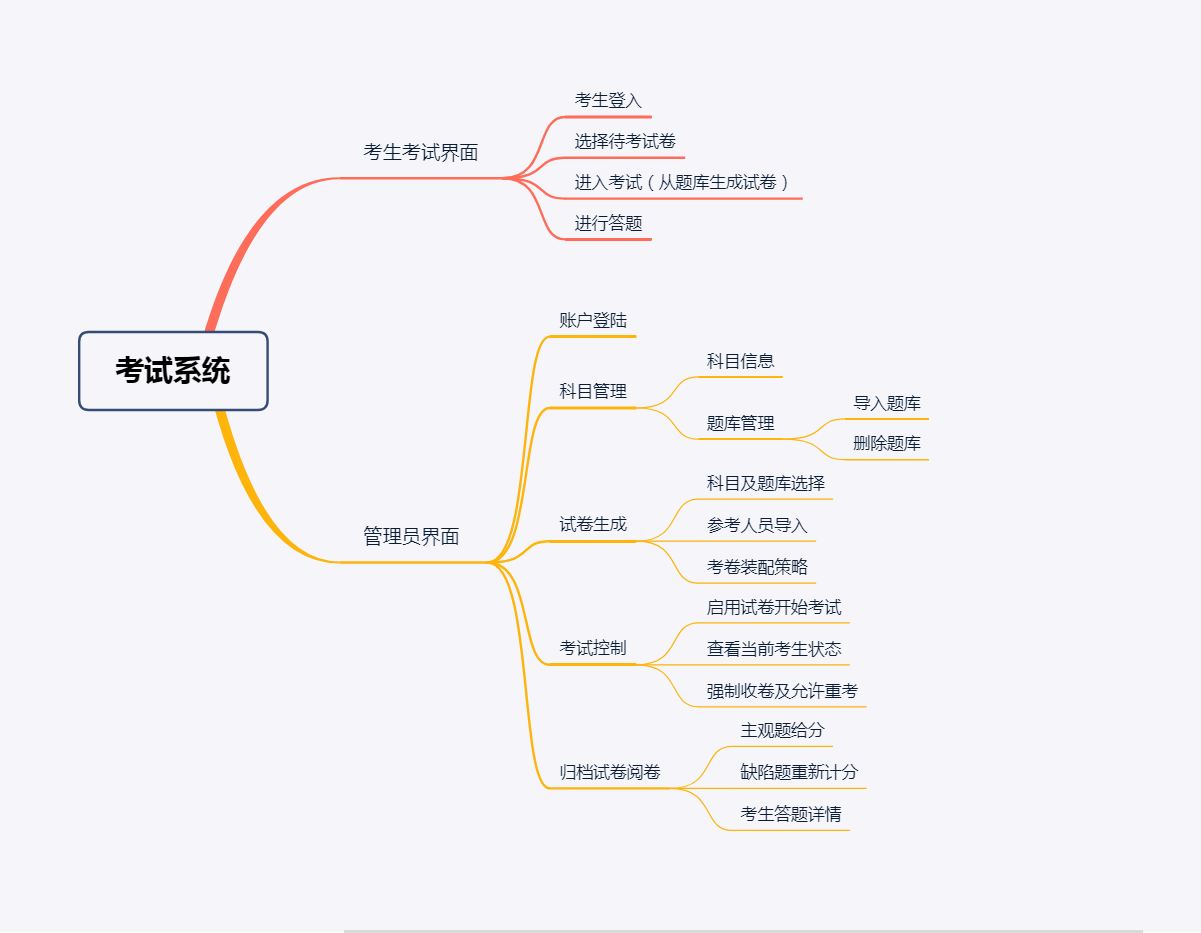 考试系统
考生考试界面
考生登入
选择待考试卷
进入考试（从题库生成试卷）
进行答题
管理员界面
账户登陆
科目管理
科目信息
题库管理
导入题库
删除题库
试卷生成
科目及题库选择
参考人员导入
考卷装配策略
考试控制
启用试卷开始考试
查看当前考生状态
强制收卷及允许重考
归档试卷阅卷
主观题给分
缺陷题重新计分
考生答题详情